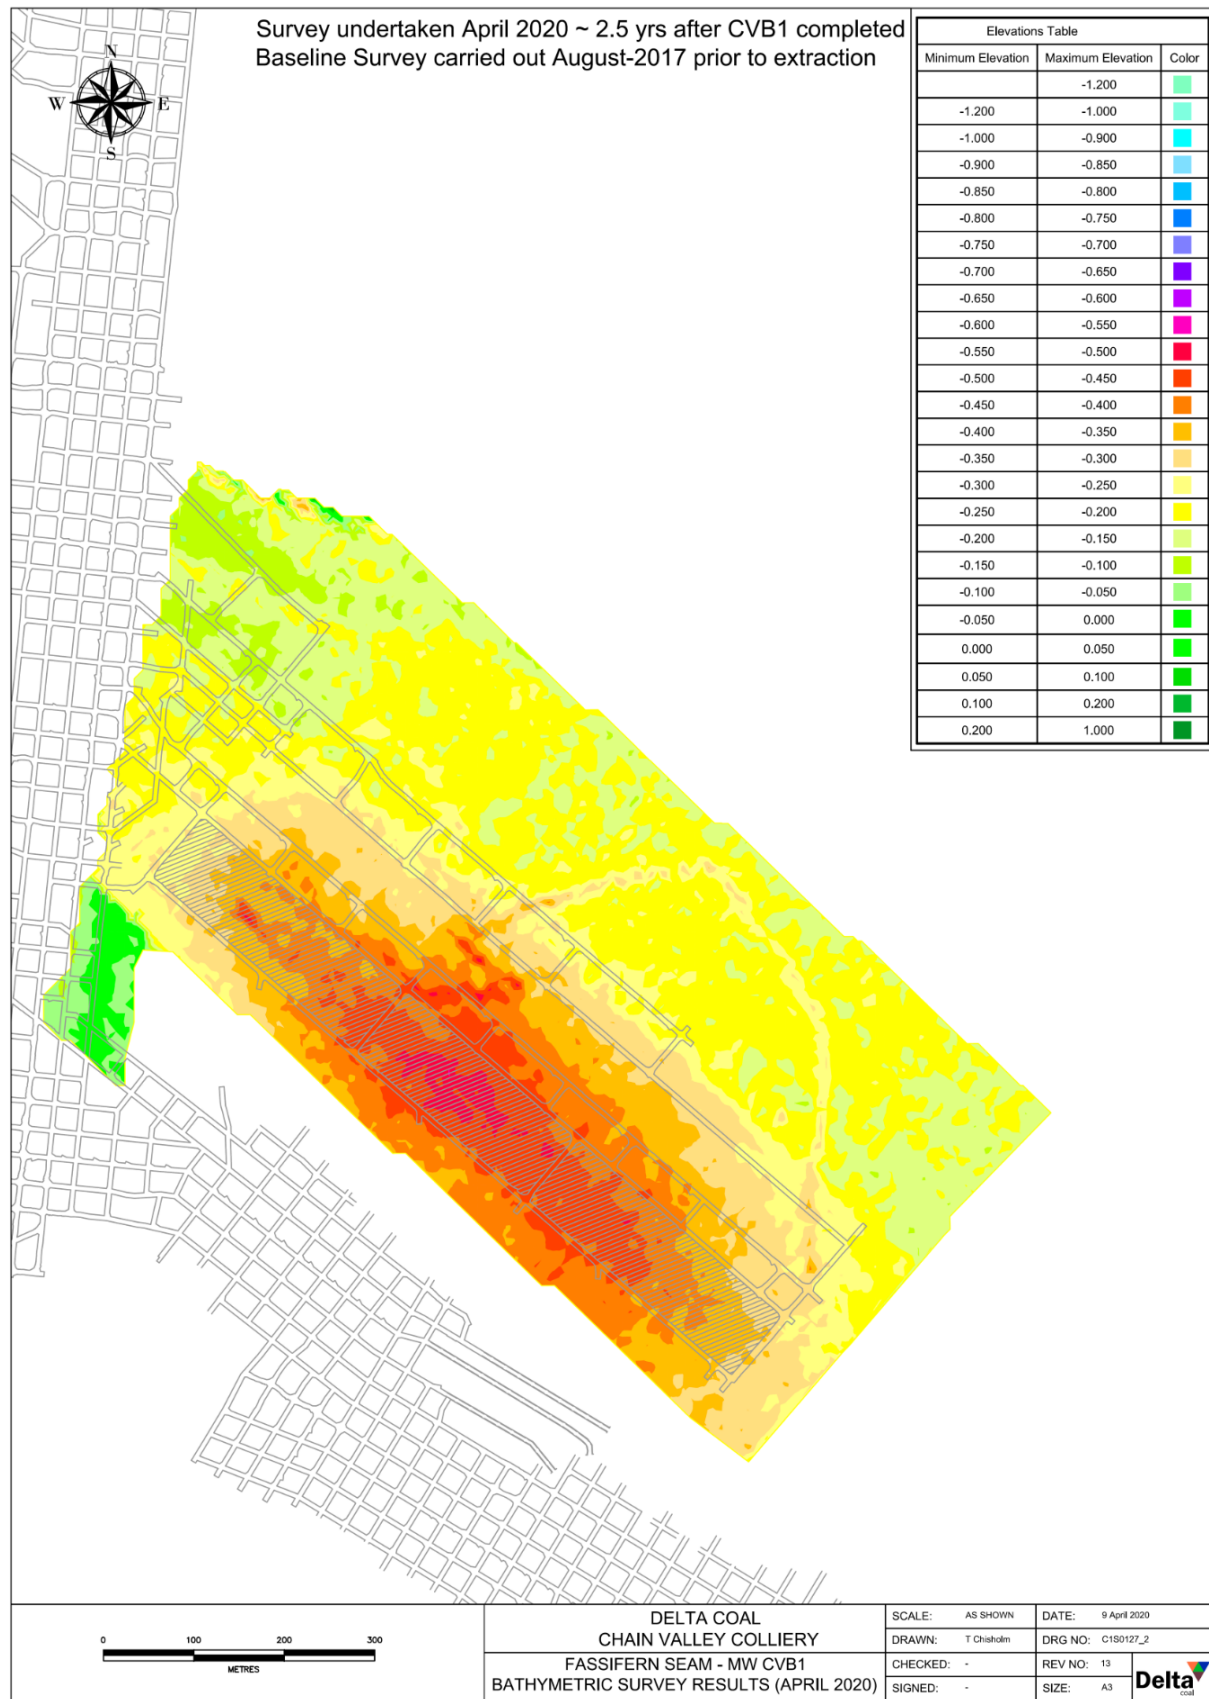 Survey undertaken April 2020 ~ 2.5 yrs after CVB1 completed
Baseline Survey carried out August-2017 prior to extraction
N
W E
S
Elevations Table
Minimum Elevation Maximum Elevation Color
-1.200
-1.200 -1.000
-1.000 -0.900
-0.900 -0.850
-0.850 -0.800
-0.800 -0.750
-0.750 -0.700
-0.700 -0.650
-0.650 -0.600
-0.600 -0.550
-0.550 -0.500
-0.500 -0.450
-0.450 -0.400
-0.400 -0.350
-0.350 -0.300
-0.300 -0.250
-0.250 -0.200
-0.200 -0.150
-0.150 -0.100
-0.100 -0.050
-0.050 0.000
0.000 0.050
0.050 0.100
0.100 0.200
0.200 1.000
0 100 200 300
METRES
DELTA COAL
CHAIN VALLEY COLLIERY
FASSIFERN SEAM - MW CVB1
BATHYMETRIC SURVEY RESULTS (APRIL 2020)
SCALE: AS SHOWN DATE: 9 April 2020
DRAWN: T Chisholm DRG NO: C1S0127_2
CHECKED: - REV NO: 13
SIGNED: - SIZE: A3
Delta
coal